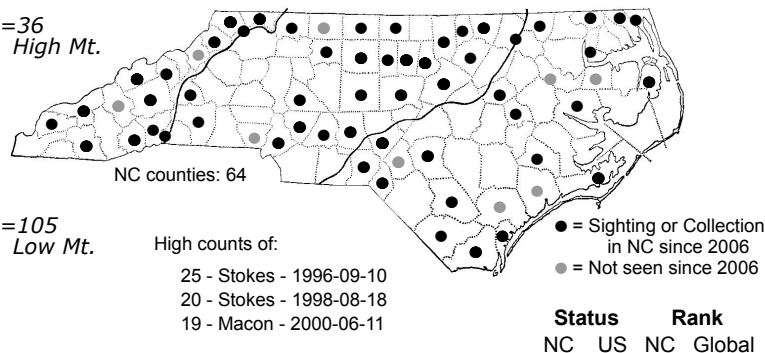 =36
High Mt.
NC counties: 64
=105
Low Mt.
High counts of:
25 - Stokes - 1996-09-10
20 - Stokes - 1998-08-18
19 - Macon - 2000-06-11
● = Sighting or Collection
in NC since 2006
● = Not seen since 2006
Status Rank
NC US NC Global